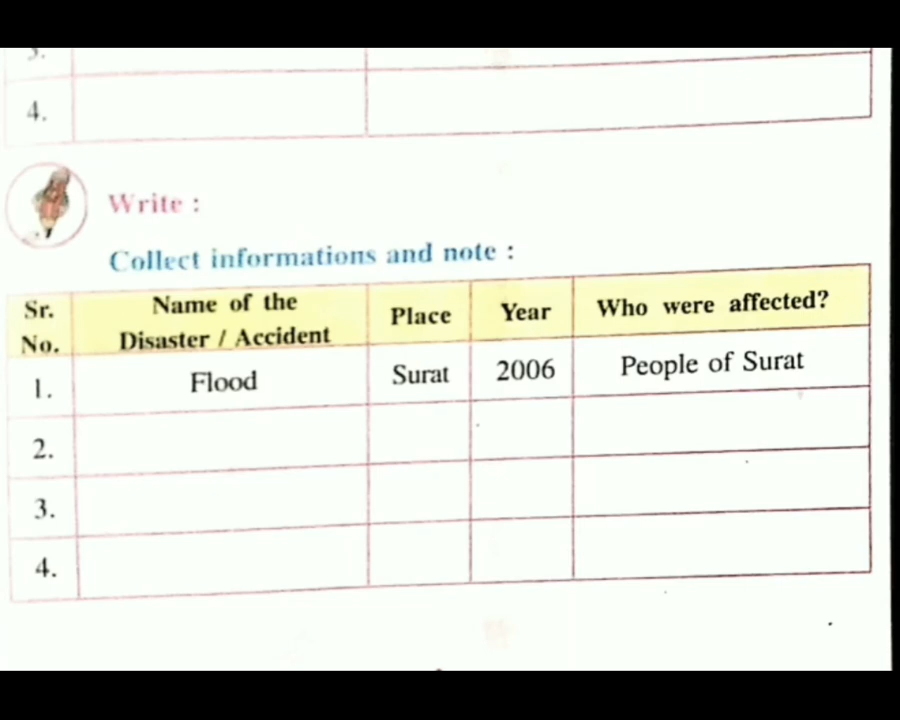 3.
4.
Write :
Collect informations and note :
Sr. No. Name of the Disaster / Accident Place Year Who were affected?
1. Flood Surat 2006 People of Surat
2.
3.
4.